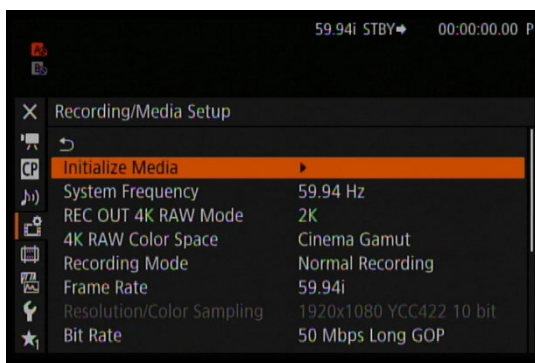 59.94i STBY 00:00:00.00 P
A
B
Recording/Media Setup
CP
Initialize Media
System Frequency 59.94 Hz
REC OUT 4K RAW Mode 2K
4K RAW Color Space Cinema Gamut
Recording Mode Normal Recording
Frame Rate 59.94i
Resolution/Color Sampling 1920x1080 YCC422 10 bit
Bit Rate 50 Mbps Long GOP
1